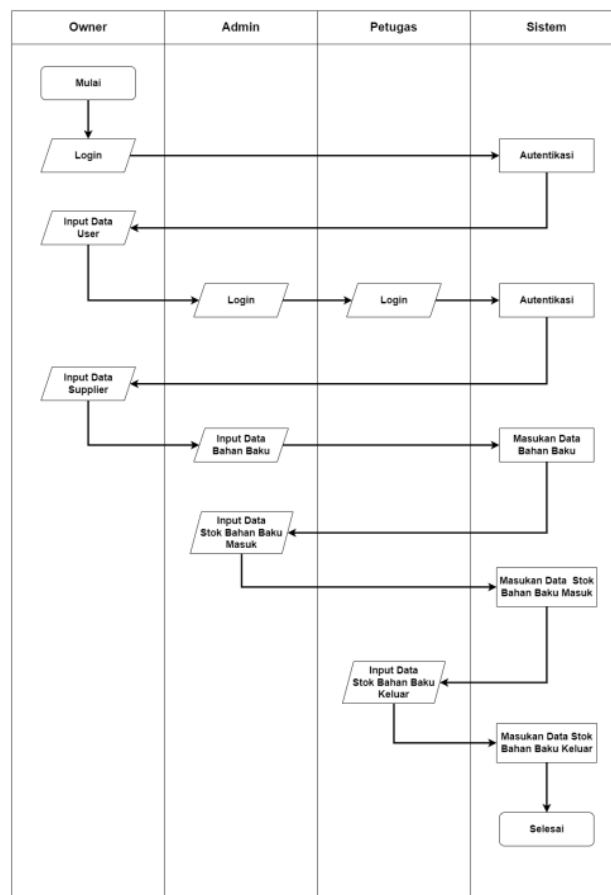 Owner Admin Petugas Sistem
Mulai
Login Autentikasi
Input Data
User
Login Login Autentikasi
Input Data
Supplier
Input Data
Bahan Baku
Masukan Data
Bahan Baku
Input Data
Stok Bahan Baku
Masuk
Masukan Data Stok
Bahan Baku Masuk
Input Data
Stok Bahan Baku
Keluar
Masukan Data Stok
Bahan Baku Keluar
Selesai